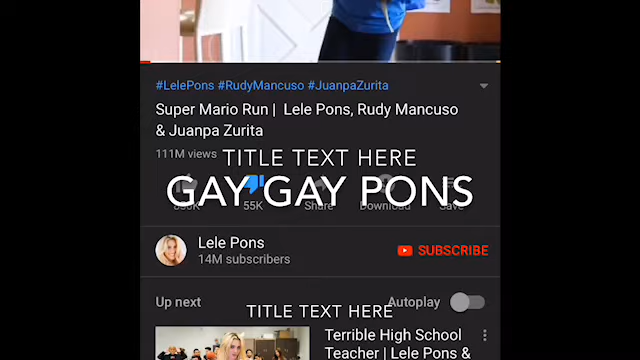 #LelePons #RudyMancuso #JuanpaZurita
Super Mario Run | Lele Pons, Rudy Mancuso
& Juanpa Zurita
111M views
TITLE TEXT HERE
GAY GAY PONS
55K
Share
Download
Save
Lele Pons
14M subscribers
SUBSCRIBE
Up next
Autoplay
TITLE TEXT HERE
Terrible High School
Teacher | Lele Pons &